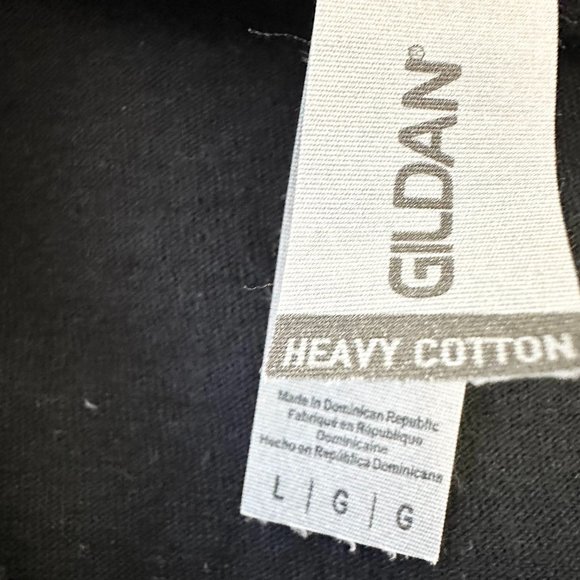 GILDAN®
HEAVY COTTON
Made in Dominican Republic
Fabriqué en République
Dominicaine
Hecho en República Dominicana
L | G | G